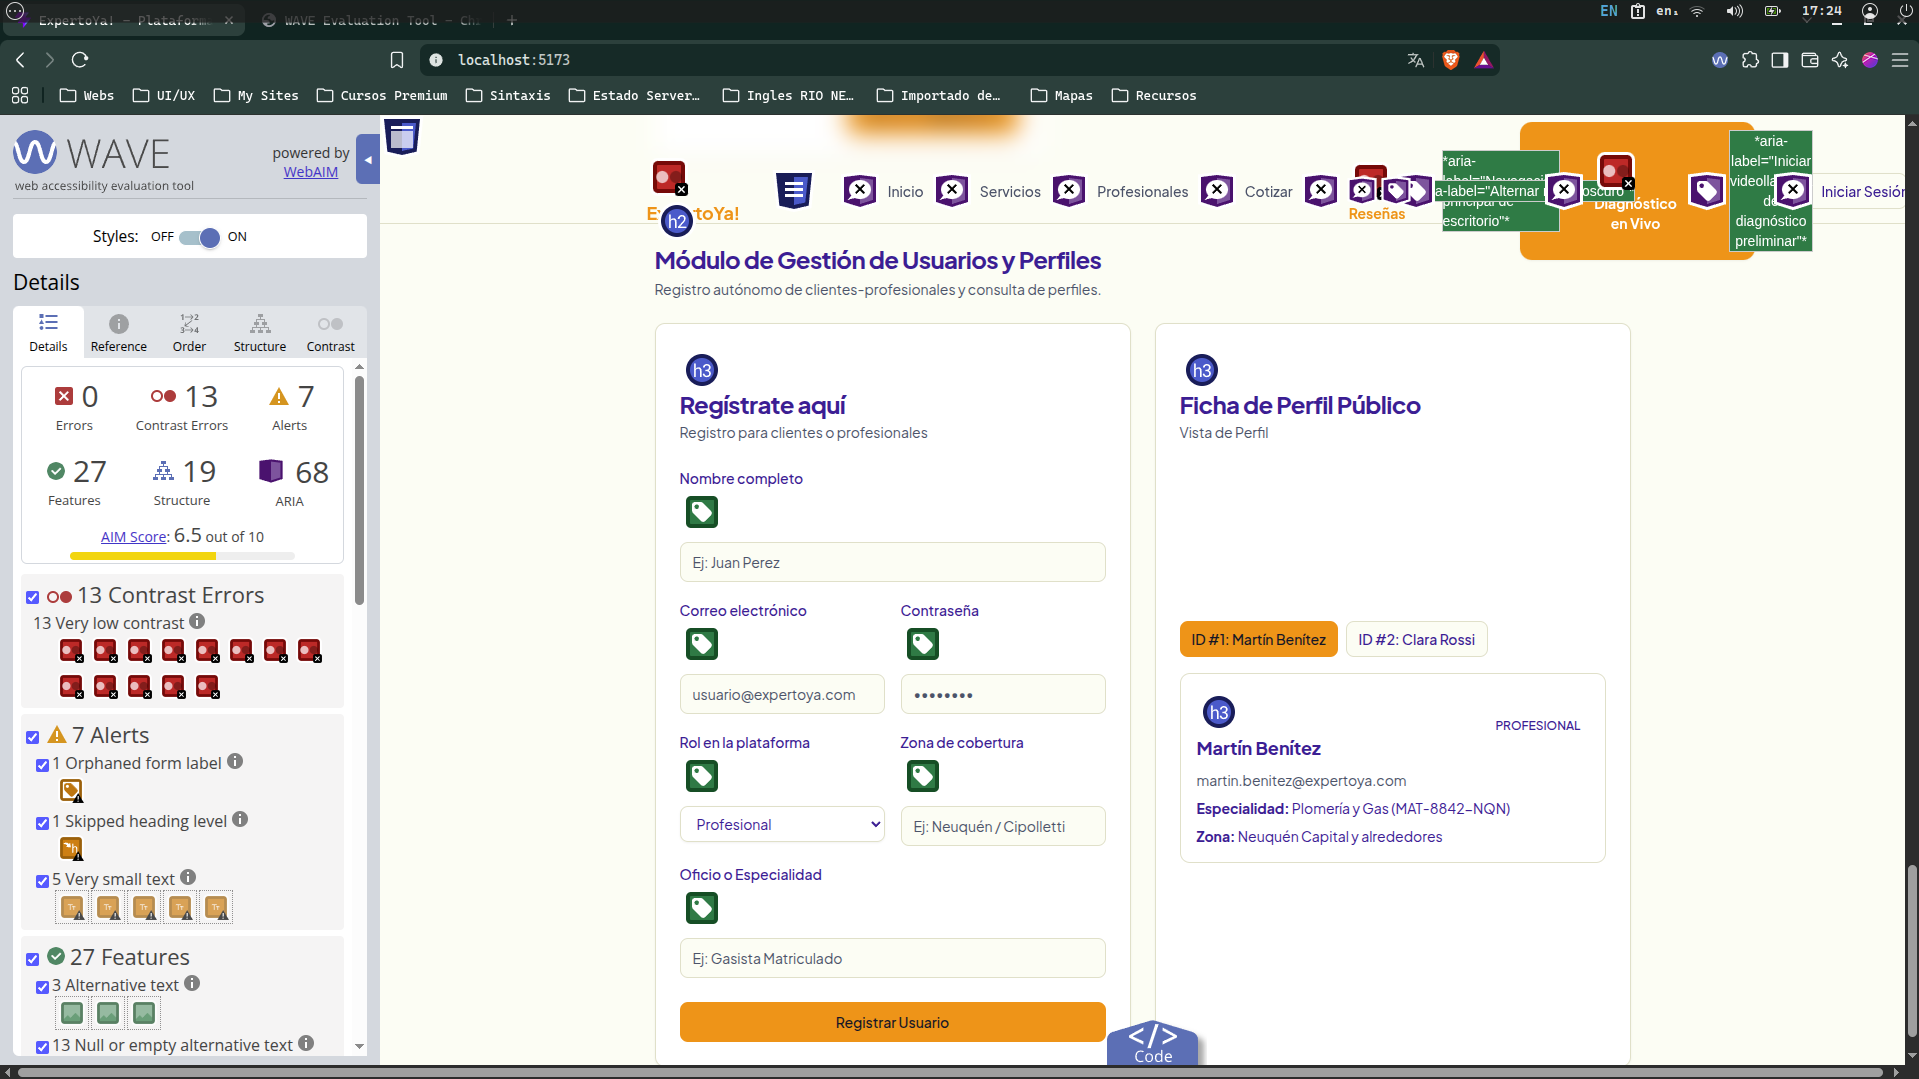 ExpertoYa! – Plataform
WAVE Evaluation Tool – Ch
EN
en₁
17:24
localhost:5173
Webs
UI/UX
My Sites
Cursos Premium
Sintaxis
Estado Server…
Ingles RIO NE…
Importado de…
Mapas
Recursos
WAVE
web accessibility evaluation tool
powered by
WebAIM
Styles: OFF ON
Details
Details
Reference
Order
Structure
Contrast
0
Errors
13
Contrast Errors
7
Alerts
27
Features
19
Structure
68
ARIA
AIM Score: 6.5 out of 10
13 Contrast Errors
13 Very low contrast
7 Alerts
1 Orphaned form label
1 Skipped heading level
5 Very small text
27 Features
3 Alternative text
13 Null or empty alternative text
ExpertoYa!
h2
Inicio
Servicios
Profesionales
Cotizar
Reseñas
*aria-
a-label="Alternar
oscuro
principal de
escritorio"*
Diagnóstico
en Vivo
*aria-
label="Iniciar
de
diagnóstico
preliminar"*
Iniciar Sesión
Módulo de Gestión de Usuarios y Perfiles
Registro autónomo de clientes-profesionales y consulta de perfiles.
h3
Regístrate aquí
Registro para clientes o profesionales
Nombre completo
Ej: Juan Perez
Correo electrónico
Contraseña
usuario@expertoya.com
••••••••
Rol en la plataforma
Zona de cobertura
Profesional
Ej: Neuquén / Cipolletti
Oficio o Especialidad
Ej: Gasista Matriculado
Registrar Usuario
h3
Ficha de Perfil Público
Vista de Perfil
ID #1: Martín Benítez
ID #2: Clara Rossi
h3
PROFESIONAL
Martín Benítez
martin.benitez@expertoya.com
Especialidad: Plomería y Gas (MAT-8842-NQN)
Zona: Neuquén Capital y alrededores
</>
Code